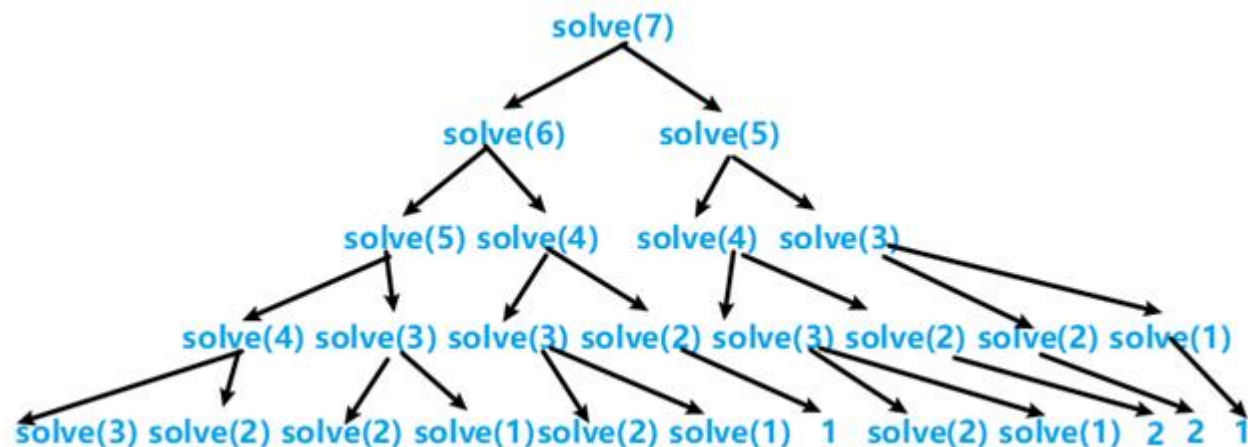 solve(7)
solve(6) solve(5)
solve(5) solve(4) solve(4) solve(3)
solve(4) solve(3) solve(3) solve(2) solve(3) solve(2) solve(2) solve(1)
solve(3) solve(2) solve(2) solve(1) solve(2) solve(1) 1 solve(2) solve(1) 2 2 1